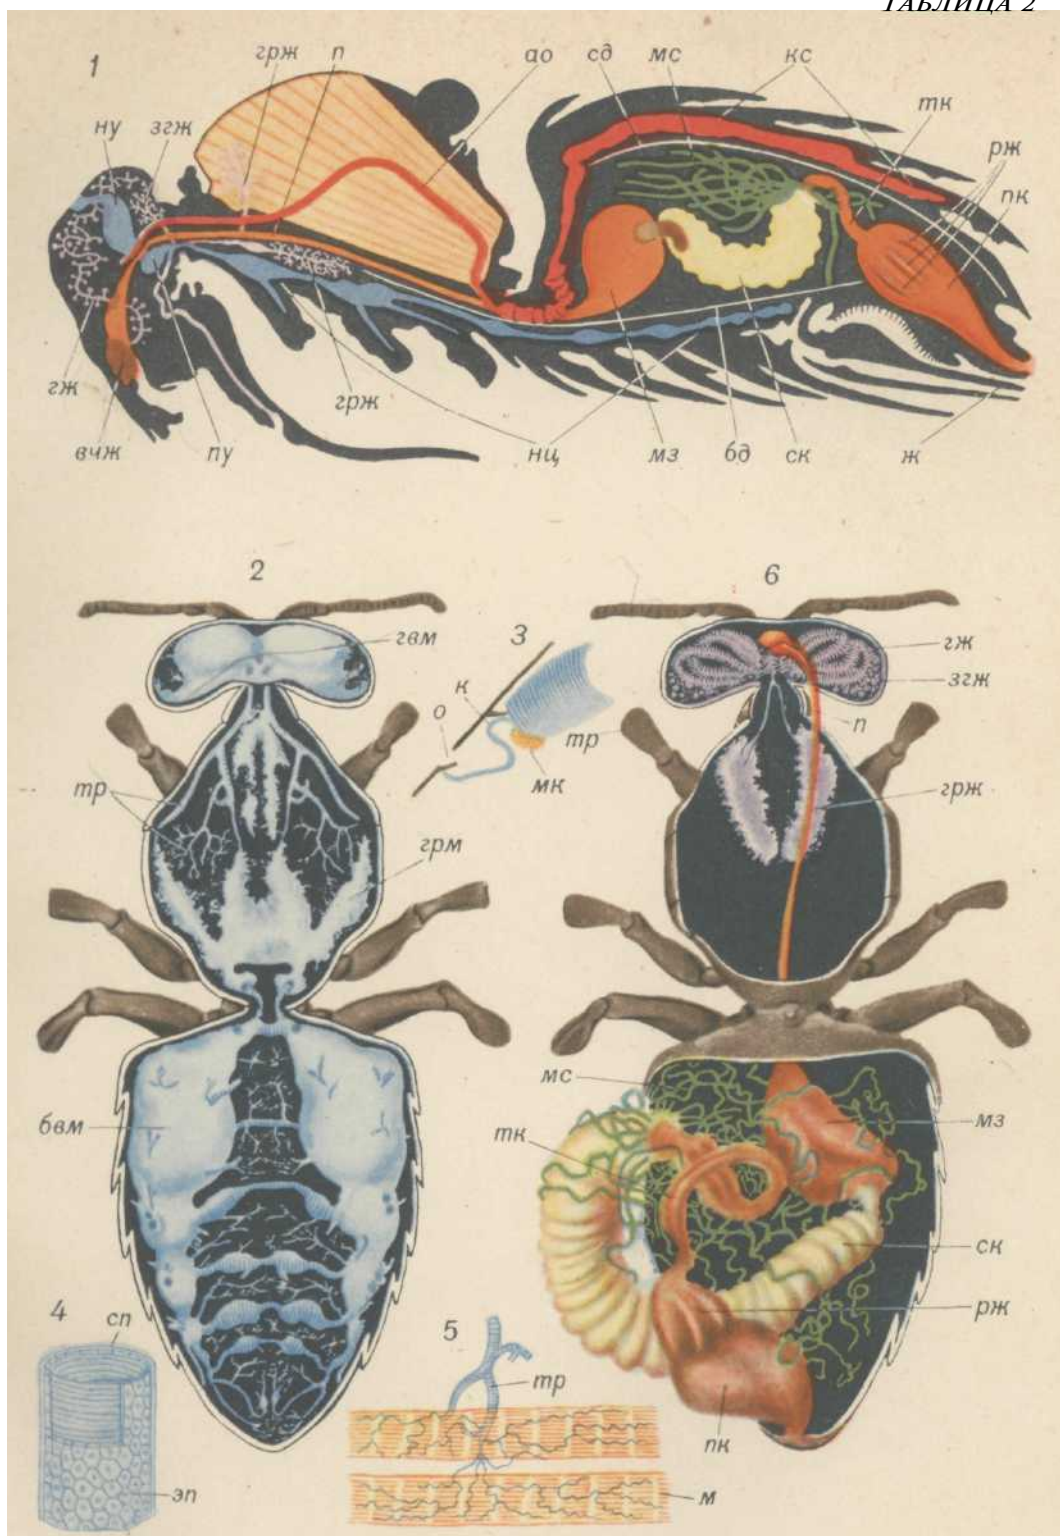 ТАБЛИЦА 2
1
грж
п
ао
сд
мс
кс
тк
ну
згж
рж
пк
гж
грж
вчж
пу
нц
мз
бд
ск
ж
2
гвм
тр
грм
бвм
3
к
о
мк
6
гж
згж
п
тр
грж
мс
тк
мз
ск
рж
пк
4
сп
эп
5
тр
м